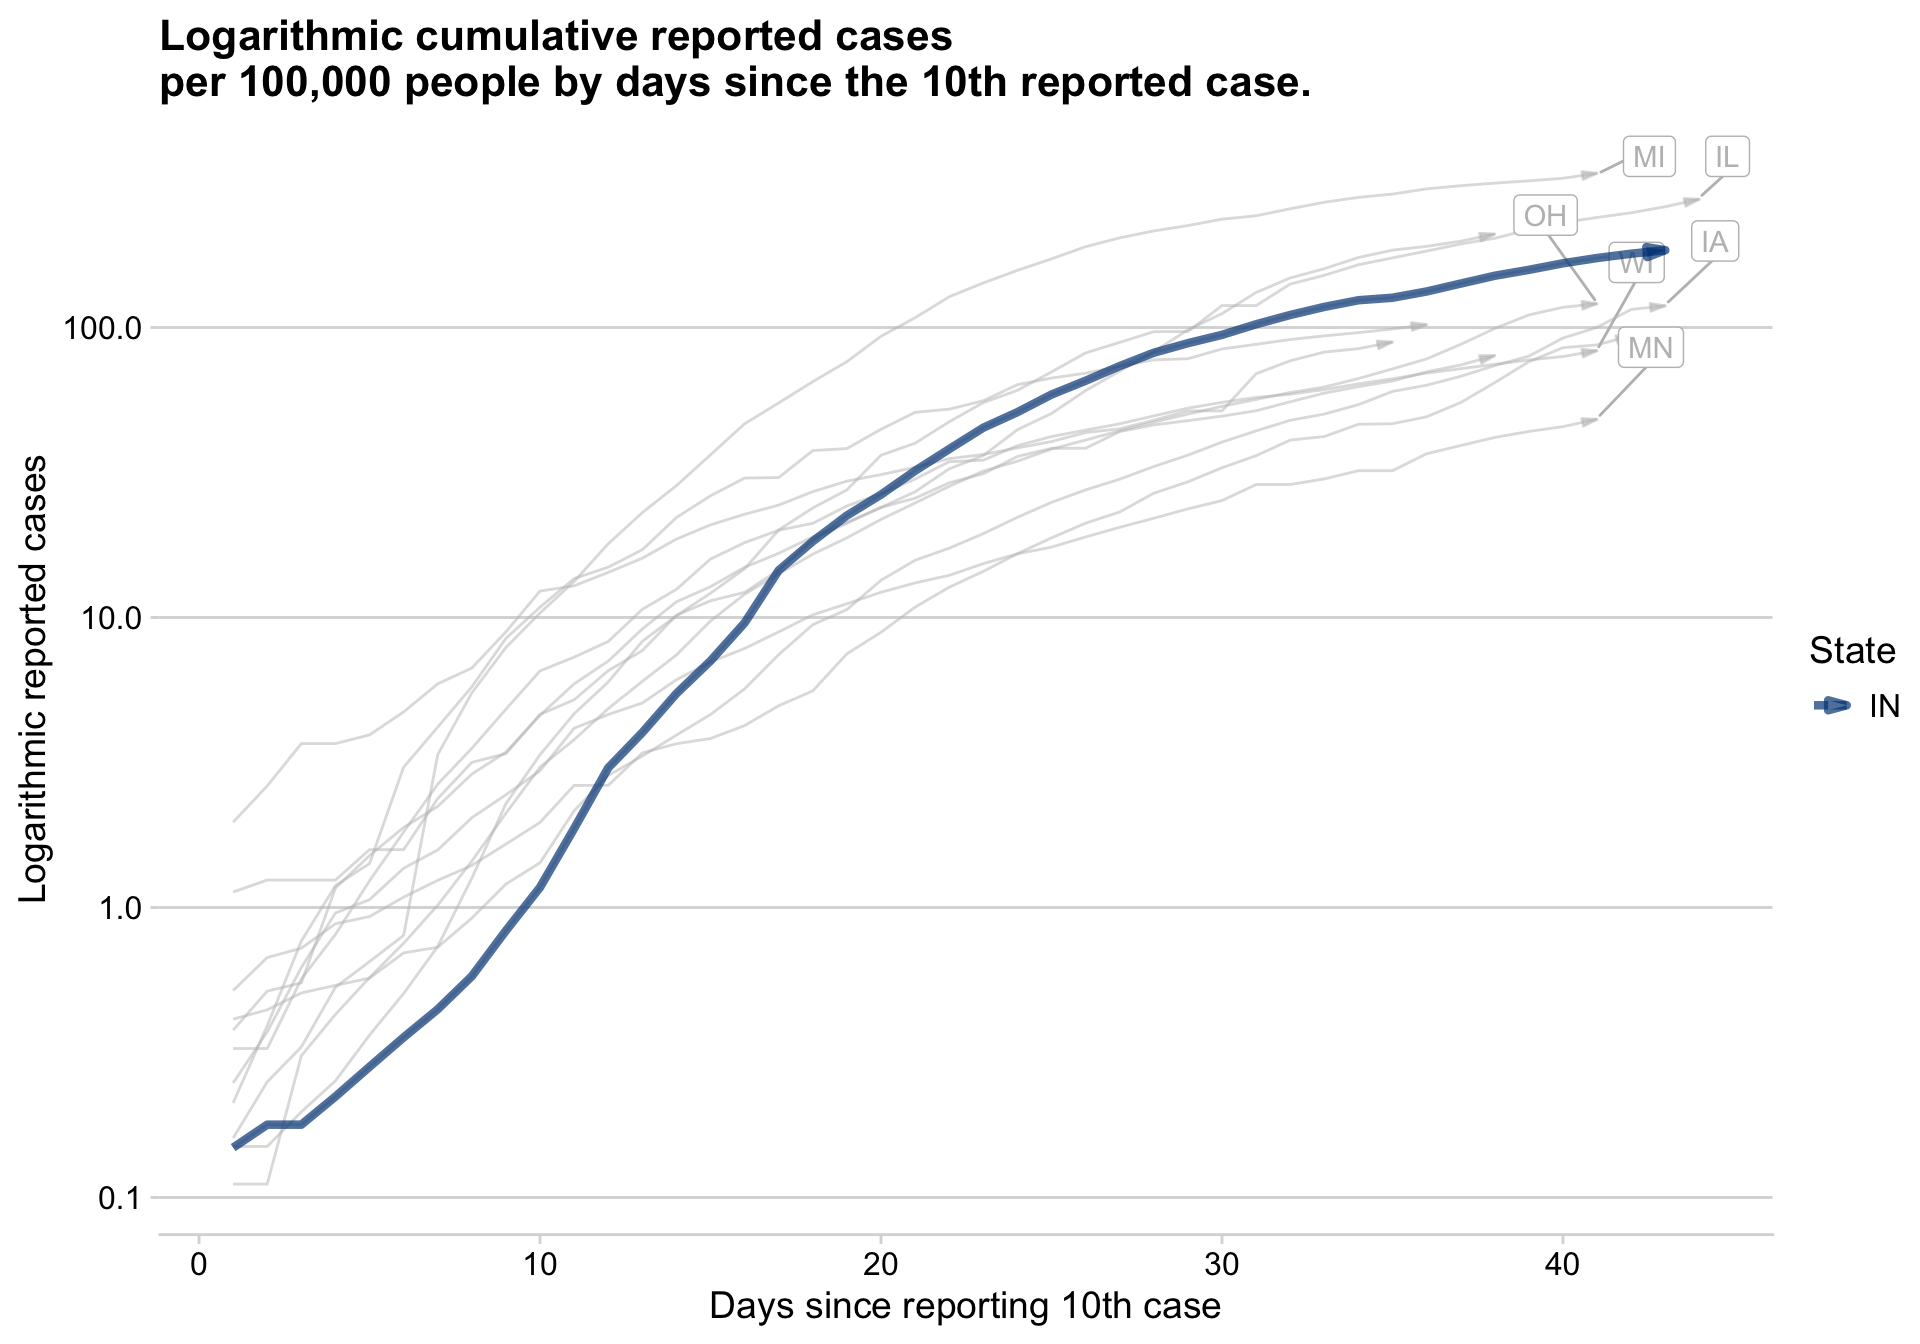 Logarithmic cumulative reported cases
per 100,000 people by days since the 10th reported case.
MI
IL
OH
IA
WI
MN
100.0
10.0
1.0
0.1
Logarithmic reported cases
State
IN
0
10
20
30
40
Days since reporting 10th case